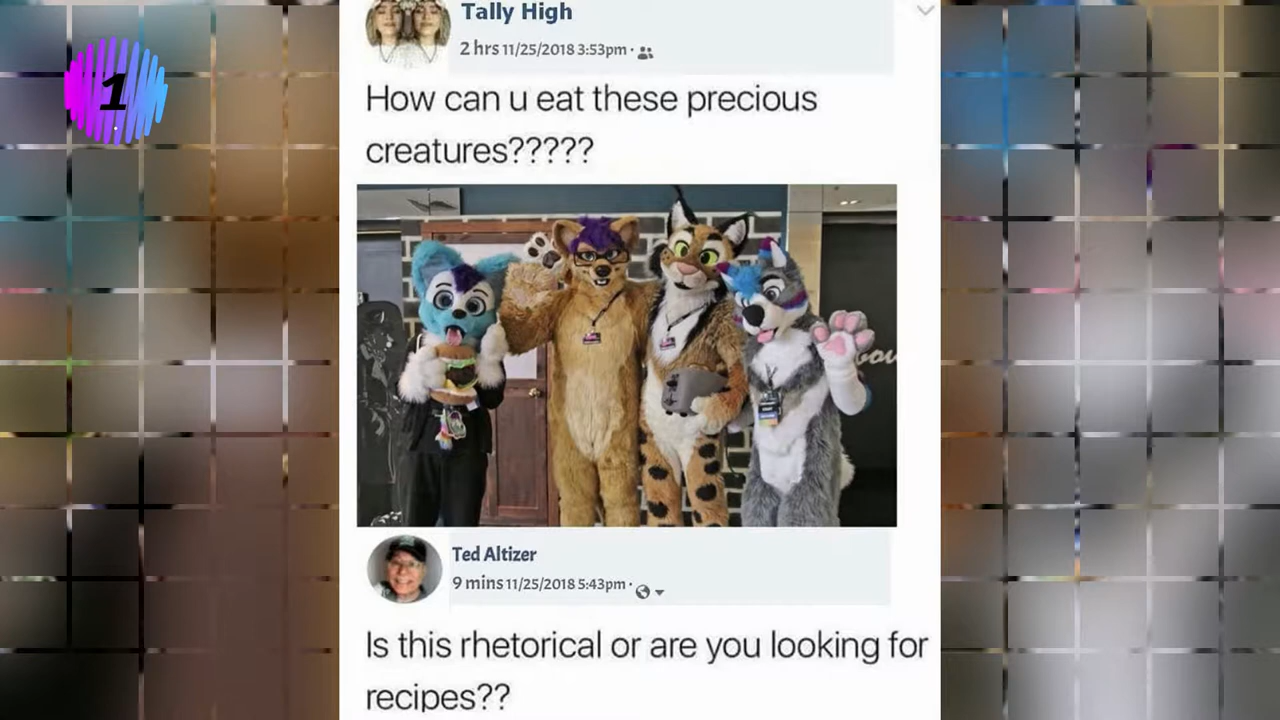 1
Tally High
2 hrs 11/25/2018 3:53pm ·
How can u eat these precious
creatures?????
Ted Altizer
9 mins 11/25/2018 5:43pm ·
Is this rhetorical or are you looking for
recipes??